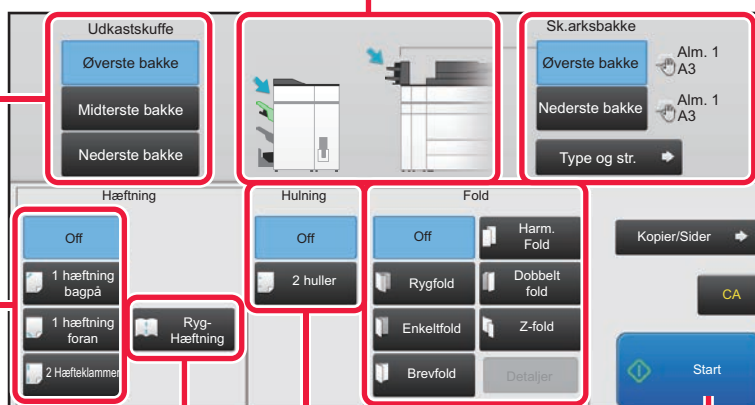 Udkastskuffe
Øverste bakke
Midterste bakke
Nederste bakke
Sk.arksbakke
Øverste bakke
Alm. 1
A3
Nederste bakke
Alm. 1
A3
Type og str.
Hæftning
Off
1 hæftning
bagpå
1 hæftning
foran
2 Hæfteklammer
Ryg-
Hæftning
Hulning
Off
2 huller
Fold
Off
Harm.
Fold
Rygfold
Dobbelt
fold
Enkeltfold
Z-fold
Brevfold
Detaljer
Kopier/Sider
CA
Start